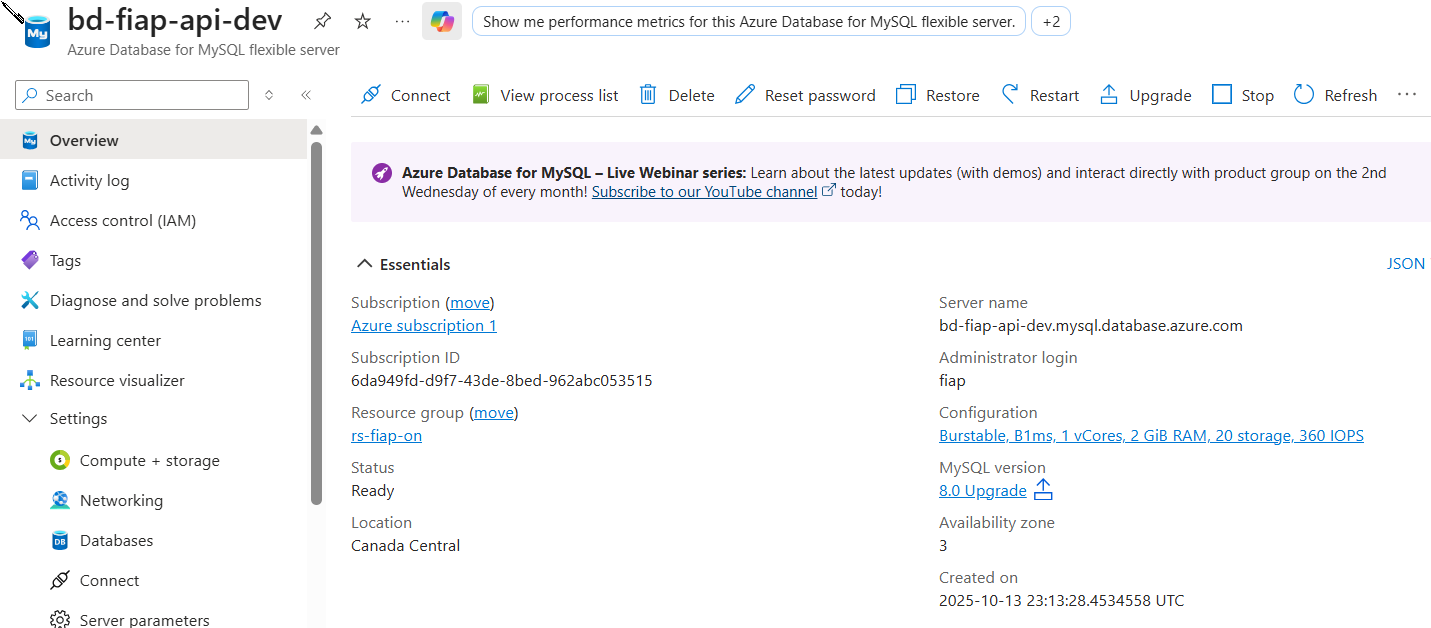 bd-fiap-api-dev
Show me performance metrics for this Azure Database for MySQL flexible server.
+2
Azure Database for MySQL flexible server
Search
Overview
Activity log
Access control (IAM)
Tags
Diagnose and solve problems
Learning center
Resource visualizer
Settings
Compute + storage
Networking
Databases
Connect
Server parameters
Connect
View process list
Delete
Reset password
Restore
Restart
Upgrade
Stop
Refresh
Azure Database for MySQL – Live Webinar series: Learn about the latest updates (with demos) and interact directly with product group on the 2nd
Wednesday of every month! Subscribe to our YouTube channel today!
Essentials
JSON
Subscription (move)
Azure subscription 1
Subscription ID
6da949fd-d9f7-43de-8bed-962abc053515
Resource group (move)
rs-fiap-on
Status
Ready
Location
Canada Central
Server name
bd-fiap-api-dev.mysql.database.azure.com
Administrator login
fiap
Configuration
Burstable, B1ms, 1 vCores, 2 GiB RAM, 20 storage, 360 IOPS
MySQL version
8.0 Upgrade
Availability zone
3
Created on
2025-10-13 23:13:28.4534558 UTC